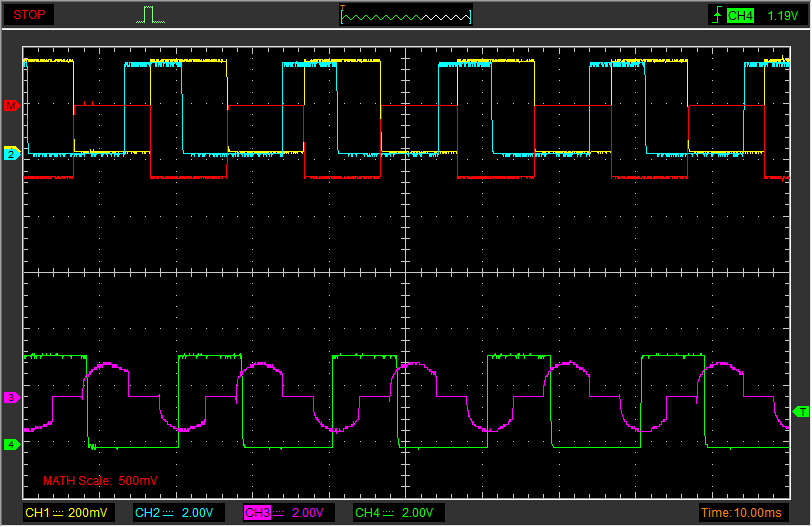 STOP T CH4 1.19V
M
2
3
T
4
MATH Scale: 500mV
CH1 200mV CH2 2.00V CH3 2.00V CH4 2.00V Time:10.00ms